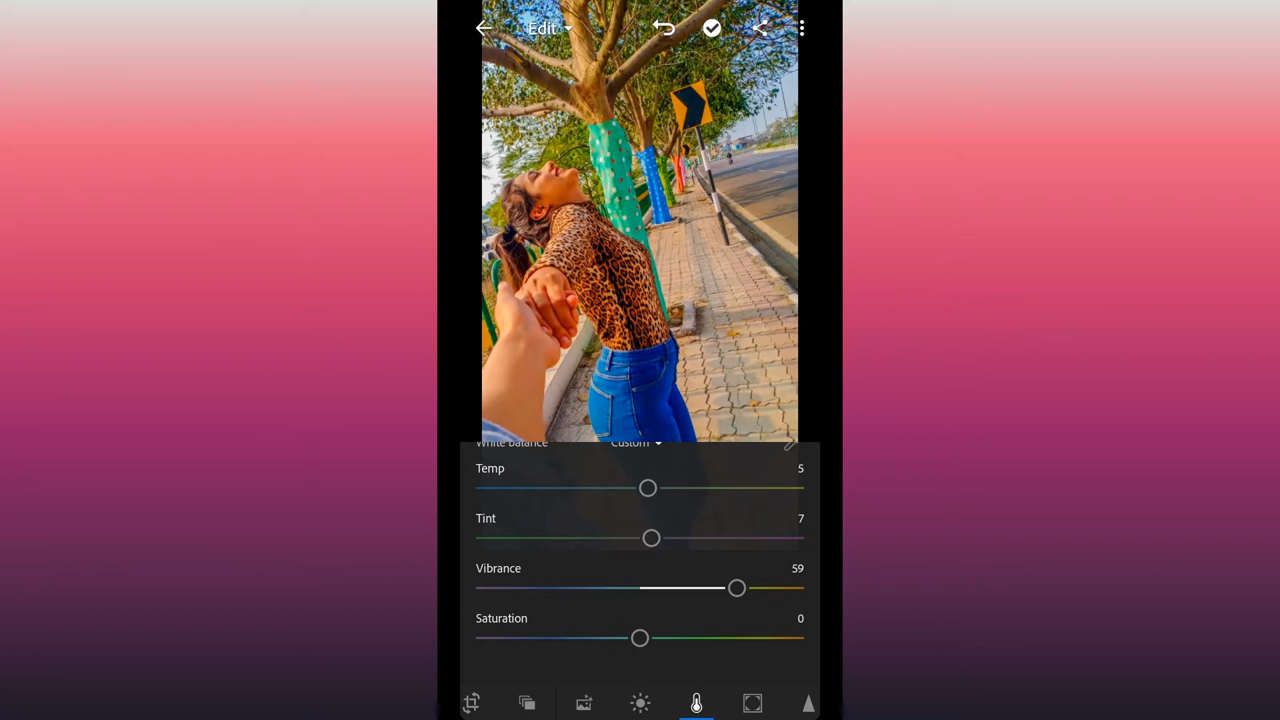 Edit
White balance Custom
Temp 5
Tint 7
Vibrance 59
Saturation 0